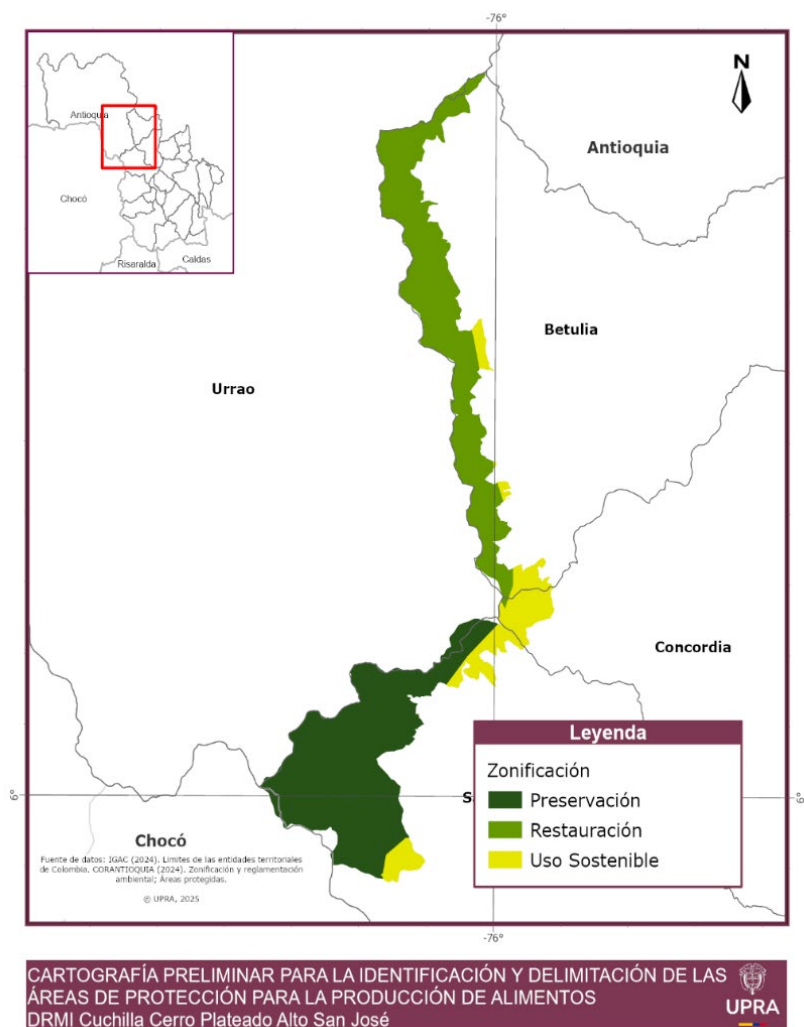 -76°
Antioquia
Chocó
Risaralda
Caldas
N
Antioquia
Betulia
Urrao
Concordia
Leyenda
Zonificación
Preservación
Restauración
Uso Sostenible
6°
6°
Chocó
Fuente de datos: IGAC (2024). Limites de las entidades territoriales
de Colombia. CORANTIOQUIA (2024). Zonificación y reglamentación
ambiental; Áreas protegidas.
© UPRA, 2025
-76°
CARTOGRAFÍA PRELIMINAR PARA LA IDENTIFICACIÓN Y DELIMITACIÓN DE LAS
ÁREAS DE PROTECCIÓN PARA LA PRODUCCIÓN DE ALIMENTOS
DRMI Cuchilla Cerro Plateado Alto San José
UPRA